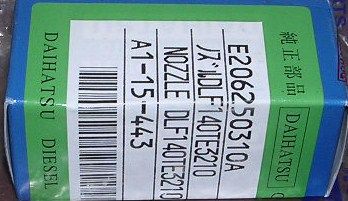 純正部品
DAIHATSU
E206250310A
ノズルDLF140TE3210
NOZZLE DLF140TE3210
A1-15-443
DAIHATSU DIESEL